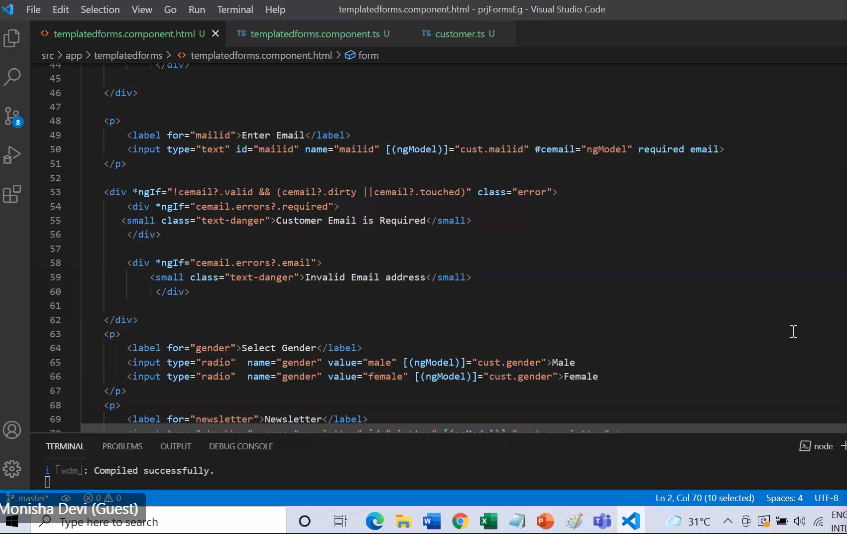 File Edit Selection View Go Run Terminal Help templatedforms.component.html - prjFormsEg - Visual Studio Code
<> templatedforms.component.html U × TS templatedforms.component.ts U TS customer.ts U
src > app > templatedforms > <> templatedforms.component.html > form
44 </div>
45
46 </div>
47
48 <p>
49 <label for="mailid">Enter Email</label>
50 <input type="text" id="mailid" name="mailid" [(ngModel)]="cust.mailid" #cemail="ngModel" required email>
51 </p>
52
53 <div *ngIf="!cemail?.valid && (cemail?.dirty ||cemail?.touched)" class="error">
54 <div *ngIf="cemail.errors?.required">
55 <small class="text-danger">Customer Email is Required</small>
56 </div>
57
58 <div *ngIf="cemail.errors?.email">
59 <small class="text-danger">Invalid Email address</small>
60 </div>
61
62 </div>
63 <p>
64 <label for="gender">Select Gender</label>
65 <input type="radio" name="gender" value="male" [(ngModel)]="cust.gender">Male
66 <input type="radio" name="gender" value="female" [(ngModel)]="cust.gender">Female
67 </p>
68 <p>
69 <label for="newsletter">Newsletter</label>
8
TERMINAL PROBLEMS OUTPUT DEBUG CONSOLE node
i ｢wdm｣: Compiled successfully.
master* 0 0 Ln 2, Col 70 (10 selected) Spaces: 4 UTF-8
Monisha Devi (Guest)
Type here to search 31°C ENG
INTL